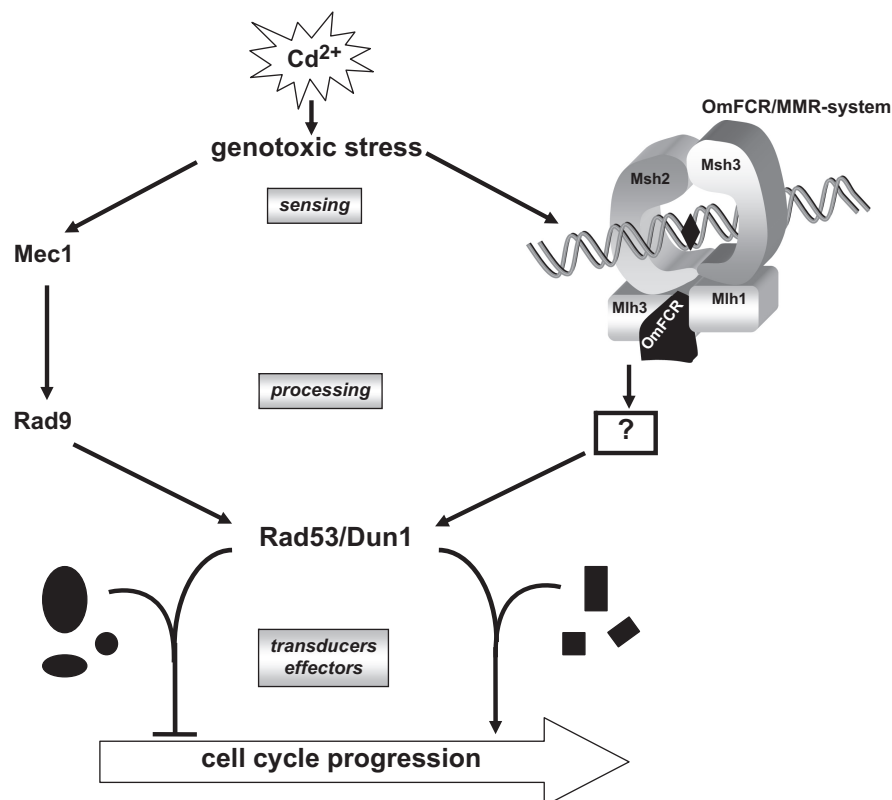 Cd2+
genotoxic stress
OmFCR/MMR-system
Msh2
Msh3
sensing
Mec1
Mlh3
OmFCR
Mlh1
processing
Rad9
?
Rad53/Dun1
transducers
effectors
cell cycle progression